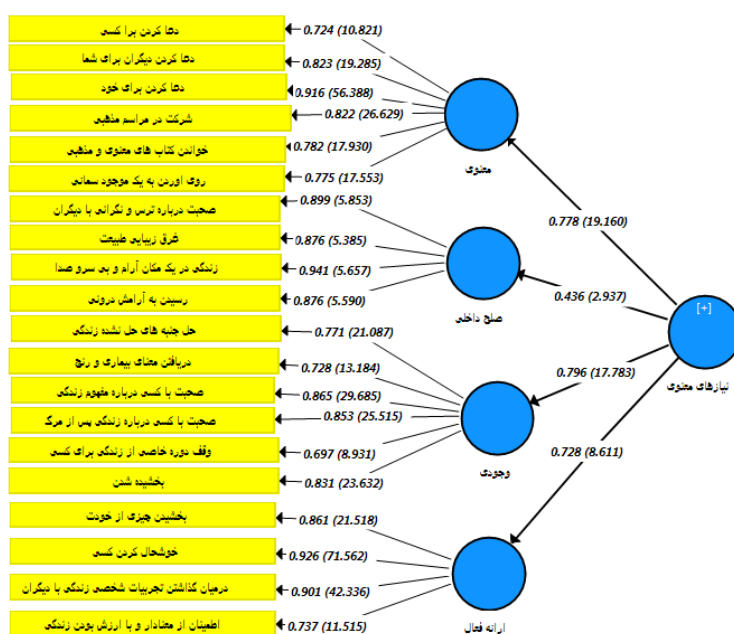 دعا کردن برا کسی
0.724 (10.821)
دعا کردن دیگران برای شما
0.823 (19.285)
دعا کردن برای خود
0.916 (56.388)
شرکت در مراسم مذهبی
0.822 (26.629)
خواندن کتاب های معنوی و مذهبی
0.782 (17.930)
روی اوردن به یک موجود سمانی
0.775 (17.553)
معنوی
0.778 (19.160)
صحبت درباره ترس و نگرانی با دیگران
0.899 (5.853)
غرق زیبایی طبیعت
0.876 (5.385)
زندگی در یک مکان آرام و بی سرو صدا
0.941 (5.657)
رسیدن به آرامش درونی
0.876 (5.590)
صلح داخلی
0.436 (2.937)
[+]
نیازهای معنوی
حل جنبه های حل نشده زندگی
0.771 (21.087)
دریافتن معنای بیماری و رنج
0.728 (13.184)
صحبت با کسی درباره مفهوم زندگی
0.865 (29.685)
صحبت با کسی درباره زندگی پس از مرگ
0.853 (25.515)
وقف دوره خاصی از زندگی برای کسی
0.697 (8.931)
بخشیده شدن
0.831 (23.632)
وجودی
0.796 (17.783)
بخشیدن چیزی از خودت
0.861 (21.518)
خوشحال کردن کسی
0.926 (71.562)
درمیان گذاشتن تجربیات شخصی زندگی با دیگران
0.901 (42.336)
اطمینان از معنادار و با ارزش بودن زندگی
0.737 (11.515)
ارائه فعال
0.728 (8.611)